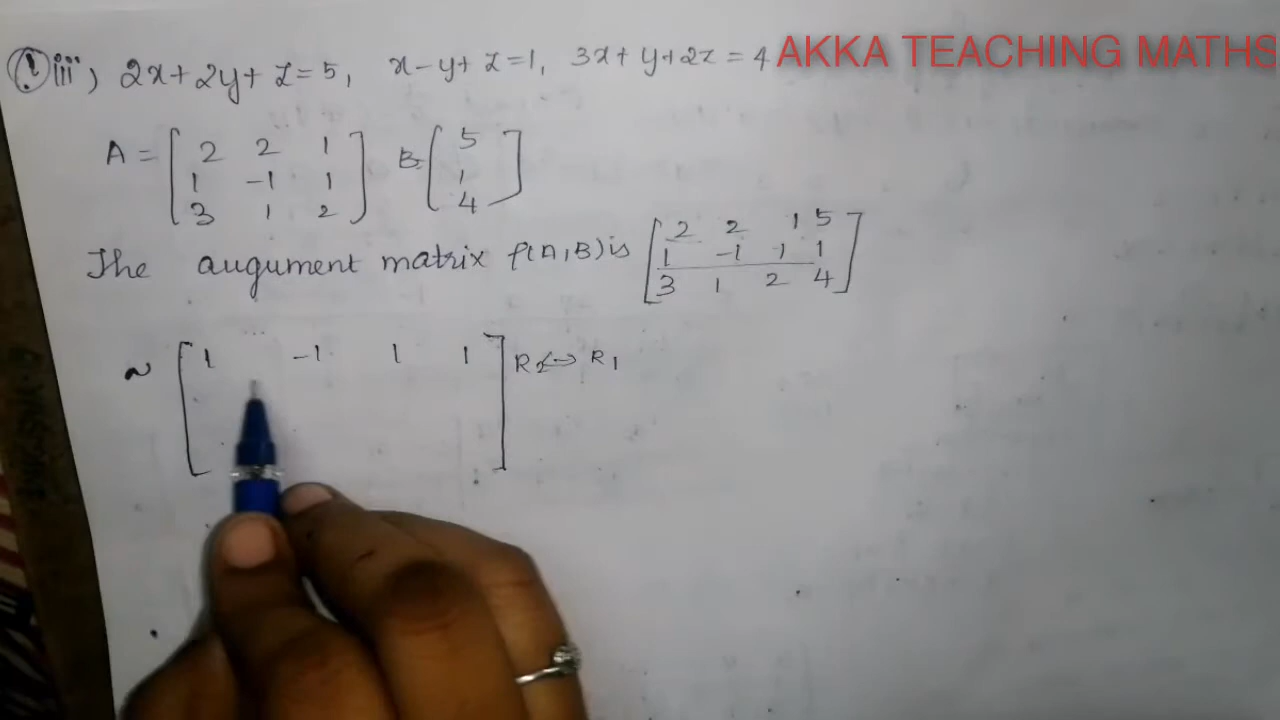 ① iii) 2x+2y+z=5, x-y+z=1, 3x+y+2z=4 AKKA TEACHING MATHS
A = [2 2 1 B [5
1 -1 1 1
3 1 2] 4]
The augument matrix f(A,B) is [2 2 1 5
1 -1 1 1
3 1 2 4]
~ [1 -1 1 1] R2↔R1